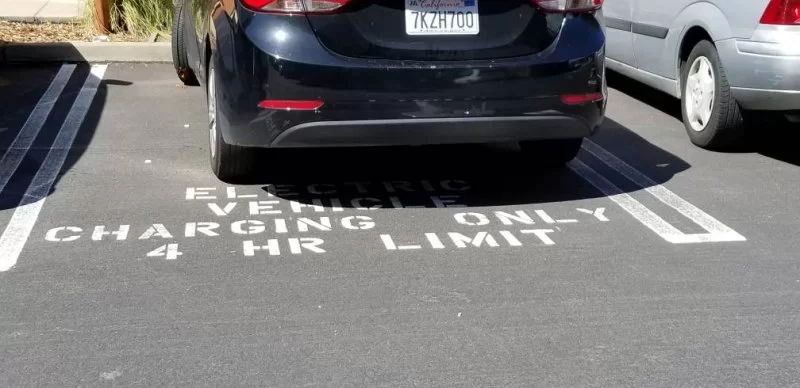 California
7KZH700
ELECTRIC
VEHICLE
CHARGING ONLY
4 HR LIMIT